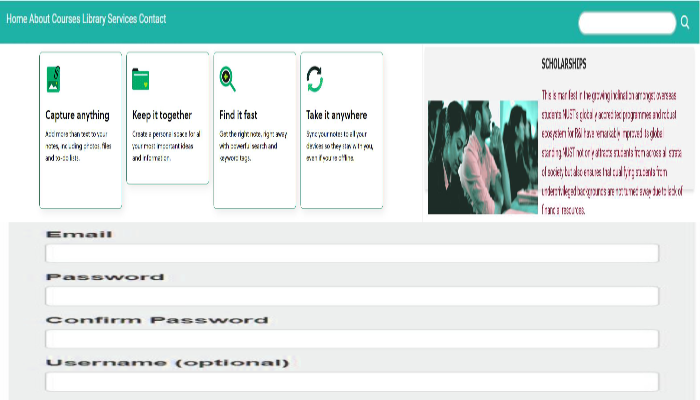 Home About Courses Library Services Contact
Capture anything
Add more than text to your
notes, including photos, files
and to-do lists.
Keep it together
Create a personal space for all
your most important ideas
and information.
Find it fast
Get the right note, right away
with powerful search and
keyword tags.
Take it anywhere
Sync your notes to all your
devices so they stay with you,
even if you're offline.
SCHOLARSHIPS
This is manifest in the growing inclination amongst overseas
students NUST's globally accredited programmes and robust
ecosystem for R&I have remarkably improved its global
standing.NUST not only attracts students from across all strata
of society but also ensures that qualifying students from
underprivileged backgrounds are not turned away due to lack of
financial resources.
Email
Password
Confirm Password
Username (optional)